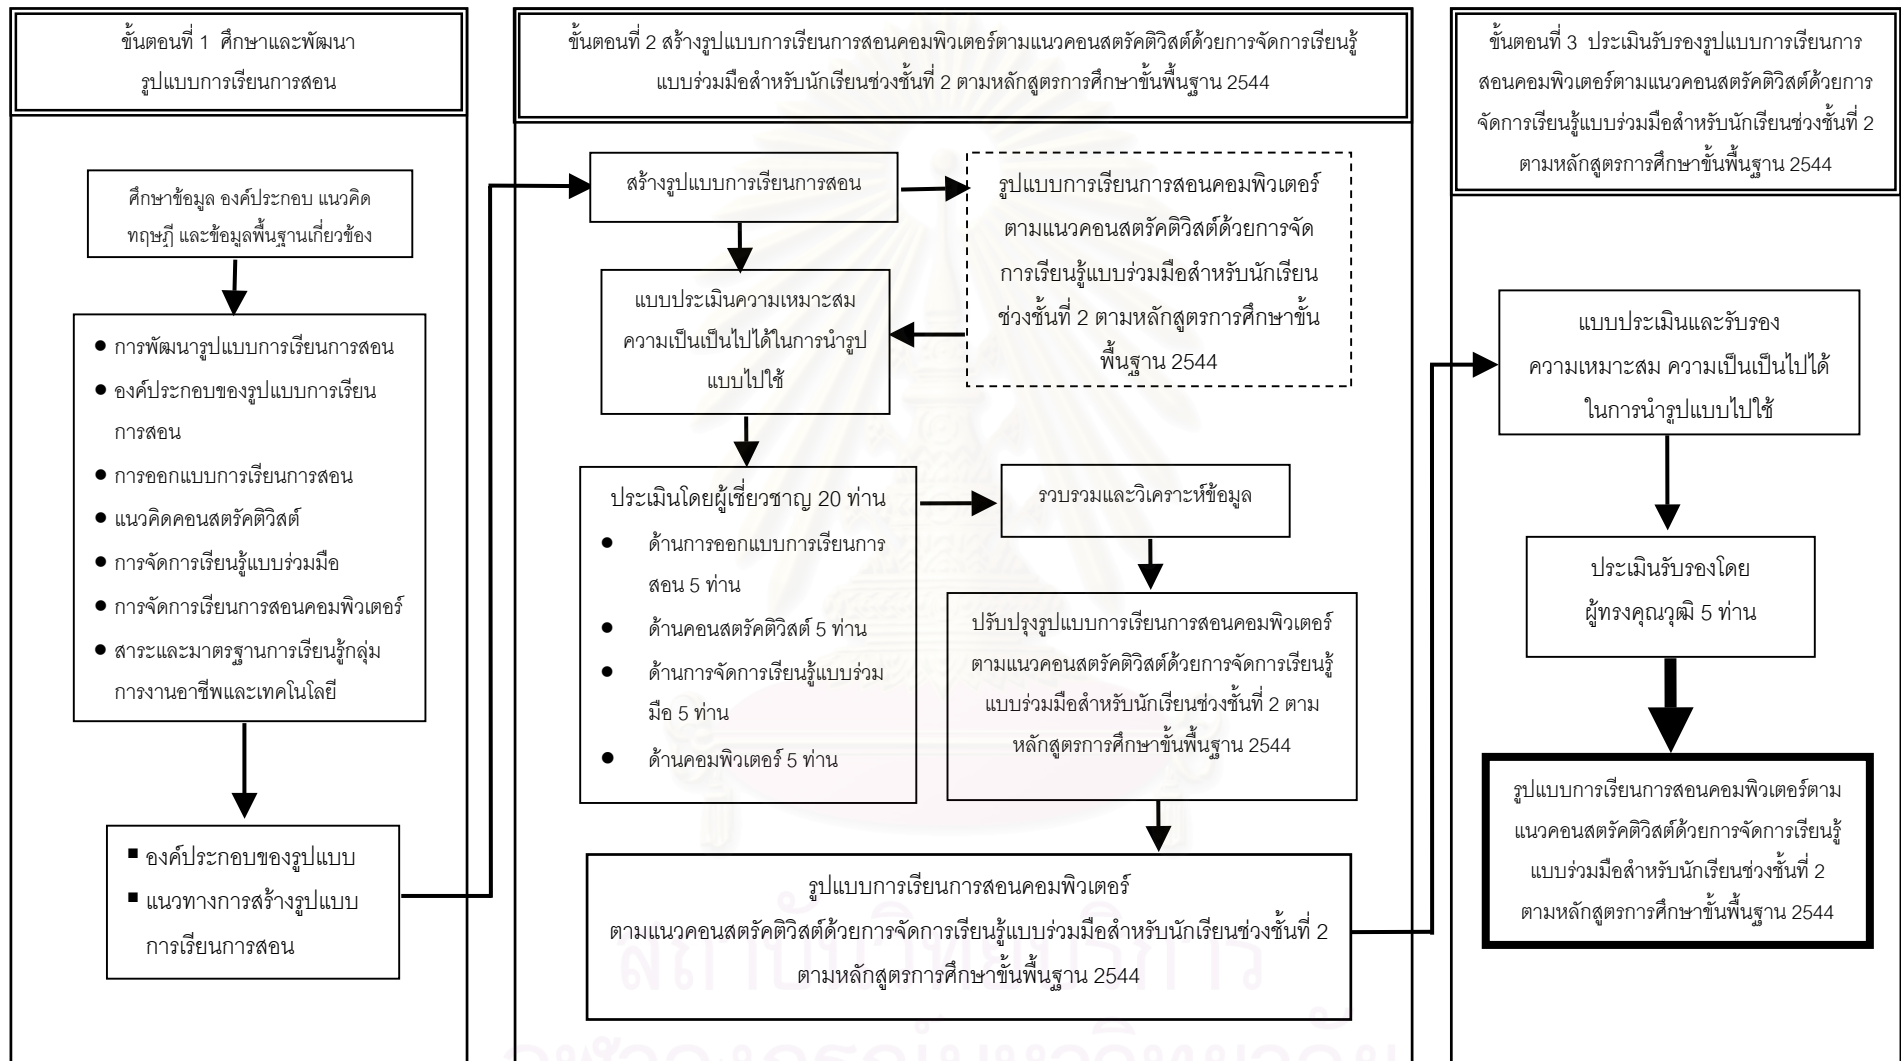 ขั้นตอนที่ 1  ศึกษาและพัฒนา
รูปแบบการเรียนการสอน
ศึกษาข้อมูล องค์ประกอบ แนวคิด
ทฤษฎี และข้อมูลพื้นฐานเกี่ยวข้อง
● การพัฒนารูปแบบการเรียนการสอน
● องค์ประกอบของรูปแบบการเรียน
การสอน
● การออกแบบการเรียนการสอน
● แนวคิดคอนสตรัคติวิสต์
● การจัดการเรียนรู้แบบร่วมมือ
● การจัดการเรียนการสอนคอมพิวเตอร์
● สาระและมาตรฐานการเรียนรู้กลุ่ม
การงานอาชีพและเทคโนโลยี
■ องค์ประกอบของรูปแบบ
■ แนวทางการสร้างรูปแบบ
การเรียนการสอน
ขั้นตอนที่ 2 สร้างรูปแบบการเรียนการสอนคอมพิวเตอร์ตามแนวคอนสตรัคติวิสต์ด้วยการจัดการเรียนรู้
แบบร่วมมือสำหรับนักเรียนช่วงชั้นที่ 2 ตามหลักสูตรการศึกษาขั้นพื้นฐาน 2544
สร้างรูปแบบการเรียนการสอน
รูปแบบการเรียนการสอนคอมพิวเตอร์
ตามแนวคอนสตรัคติวิสต์ด้วยการจัด
การเรียนรู้แบบร่วมมือสำหรับนักเรียน
ช่วงชั้นที่ 2 ตามหลักสูตรการศึกษาขั้น
พื้นฐาน 2544
แบบประเมินความเหมาะสม
ความเป็นเป็นไปได้ในการนำรูป
แบบไปใช้
ประเมินโดยผู้เชี่ยวชาญ 20 ท่าน
● ด้านการออกแบบการเรียนการ
สอน 5 ท่าน
● ด้านคอนสตรัคติวิสต์ 5 ท่าน
● ด้านการจัดการเรียนรู้แบบร่วม
มือ 5 ท่าน
● ด้านคอมพิวเตอร์ 5 ท่าน
รวบรวมและวิเคราะห์ข้อมูล
ปรับปรุงรูปแบบการเรียนการสอนคอมพิวเตอร์
ตามแนวคอนสตรัคติวิสต์ด้วยการจัดการเรียนรู้
แบบร่วมมือสำหรับนักเรียนช่วงชั้นที่ 2 ตาม
หลักสูตรการศึกษาขั้นพื้นฐาน 2544
รูปแบบการเรียนการสอนคอมพิวเตอร์
ตามแนวคอนสตรัคติวิสต์ด้วยการจัดการเรียนรู้แบบร่วมมือสำหรับนักเรียนช่วงชั้นที่ 2
ตามหลักสูตรการศึกษาขั้นพื้นฐาน 2544
สถาบันวิทยบริการ
จุฬาลงกรณ์มหาวิทยาลัย
ขั้นตอนที่ 3  ประเมินรับรองรูปแบบการเรียนการ
สอนคอมพิวเตอร์ตามแนวคอนสตรัคติวิสต์ด้วยการ
จัดการเรียนรู้แบบร่วมมือสำหรับนักเรียนช่วงชั้นที่ 2
ตามหลักสูตรการศึกษาขั้นพื้นฐาน 2544
แบบประเมินและรับรอง
ความเหมาะสม ความเป็นเป็นไปได้
ในการนำรูปแบบไปใช้
ประเมินรับรองโดย
ผู้ทรงคุณวุฒิ 5 ท่าน
รูปแบบการเรียนการสอนคอมพิวเตอร์ตาม
แนวคอนสตรัคติวิสต์ด้วยการจัดการเรียนรู้
แบบร่วมมือสำหรับนักเรียนช่วงชั้นที่ 2
ตามหลักสูตรการศึกษาขั้นพื้นฐาน 2544